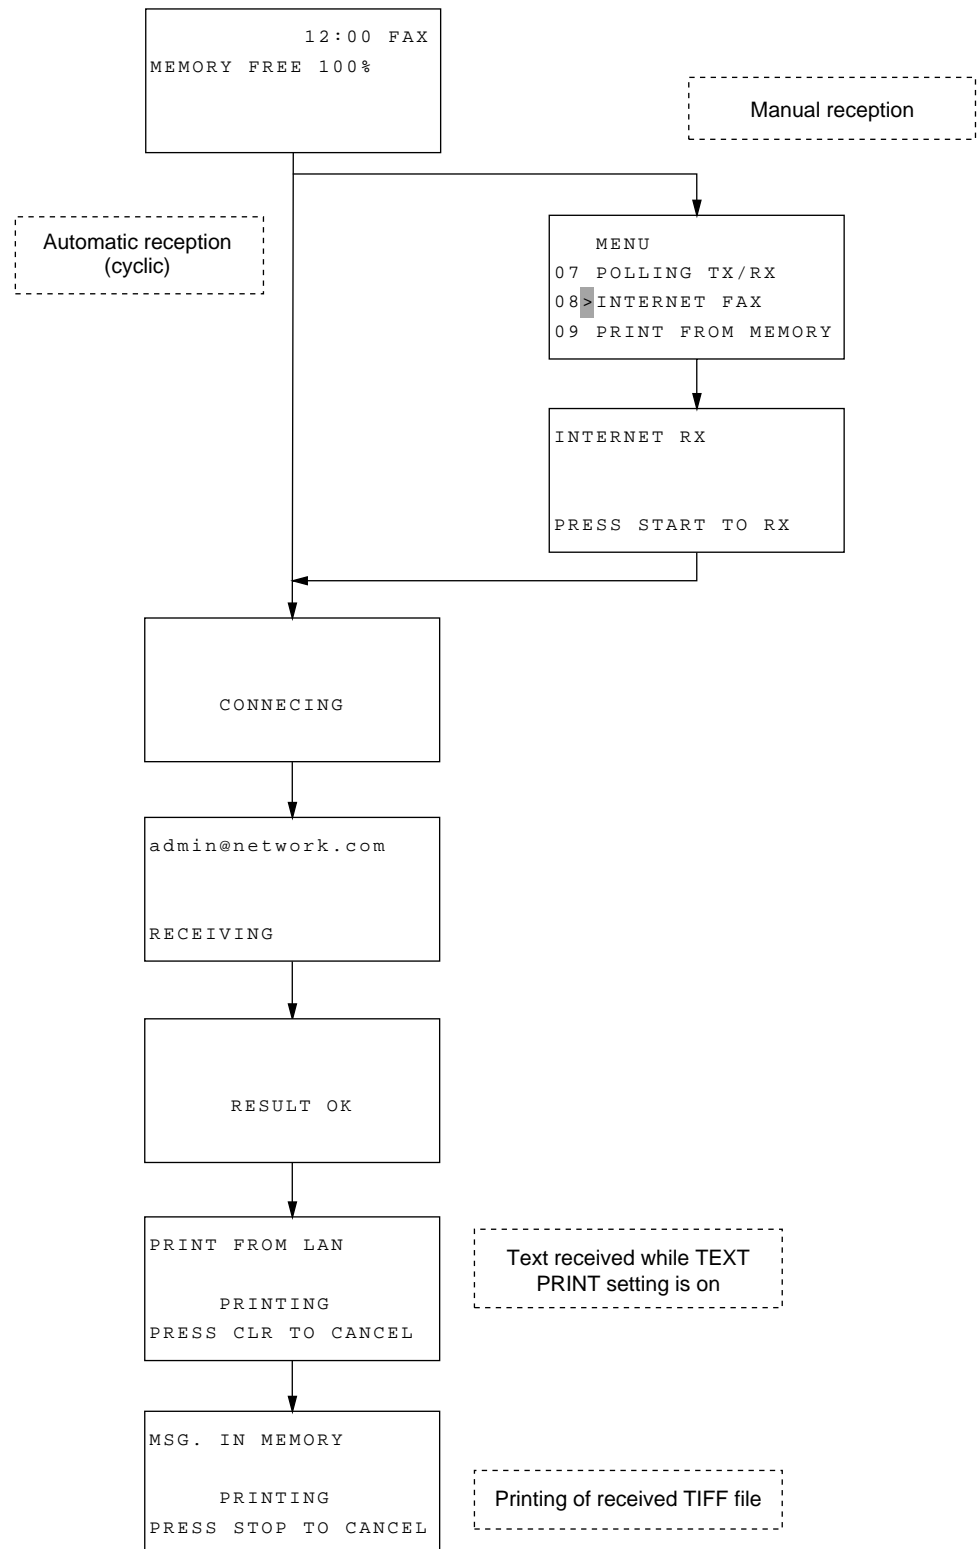 12:00 FAX
MEMORY FREE 100%
Manual reception
Automatic reception
(cyclic)
MENU
07 POLLING TX/RX
08>INTERNET FAX
09 PRINT FROM MEMORY
INTERNET RX
PRESS START TO RX
CONNECING
admin@network.com
RECEIVING
RESULT OK
PRINT FROM LAN
PRINTING
PRESS CLR TO CANCEL
Text received while TEXT
PRINT setting is on
MSG. IN MEMORY
PRINTING
PRESS STOP TO CANCEL
Printing of received TIFF file